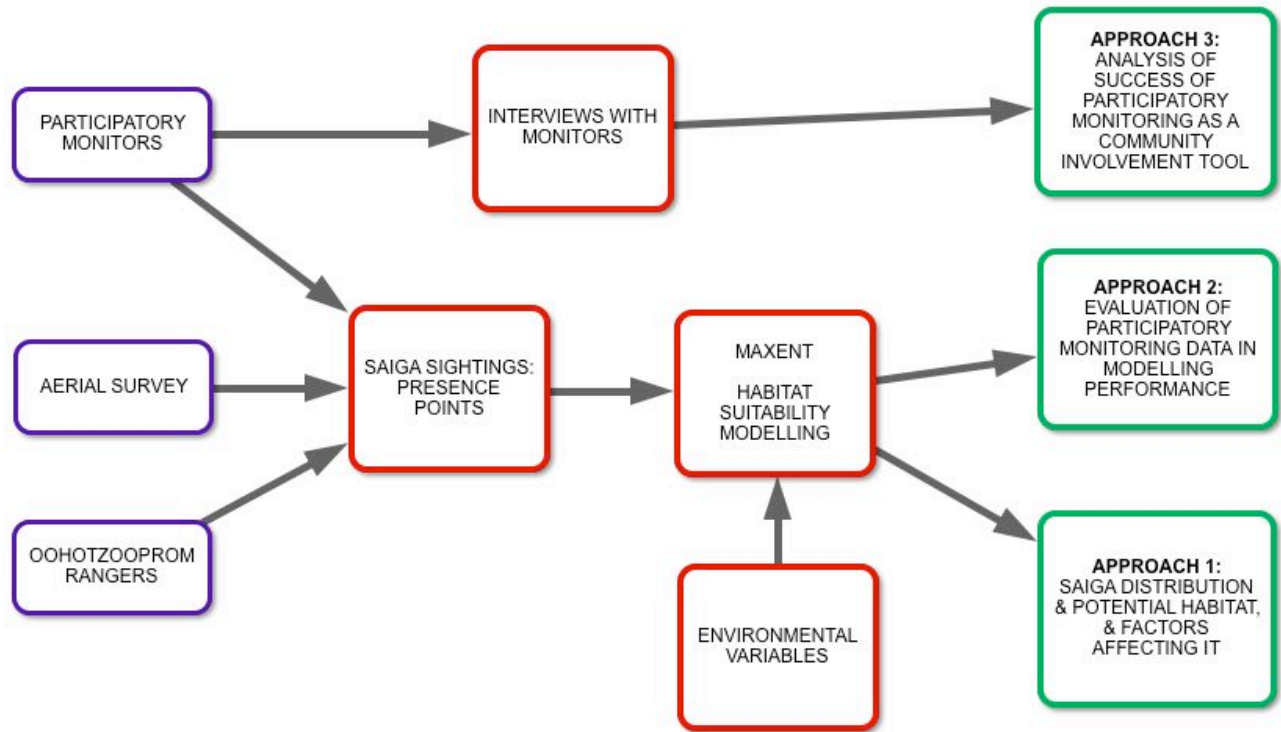 PARTICIPATORY
MONITORS
INTERVIEWS WITH
MONITORS
APPROACH 3:
ANALYSIS OF
SUCCESS OF
PARTICIPATORY
MONITORING AS A
COMMUNITY
INVOLVEMENT TOOL
AERIAL SURVEY
SAIGA SIGHTINGS:
PRESENCE
POINTS
MAXENT
HABITAT
SUITABILITY
MODELLING
APPROACH 2:
EVALUATION OF
PARTICIPATORY
MONITORING DATA IN
MODELLING
PERFORMANCE
OOHOTZOOPROM
RANGERS
ENVIRONMENTAL
VARIABLES
APPROACH 1:
SAIGA DISTRIBUTION
& POTENTIAL HABITAT,
& FACTORS
AFFECTING IT